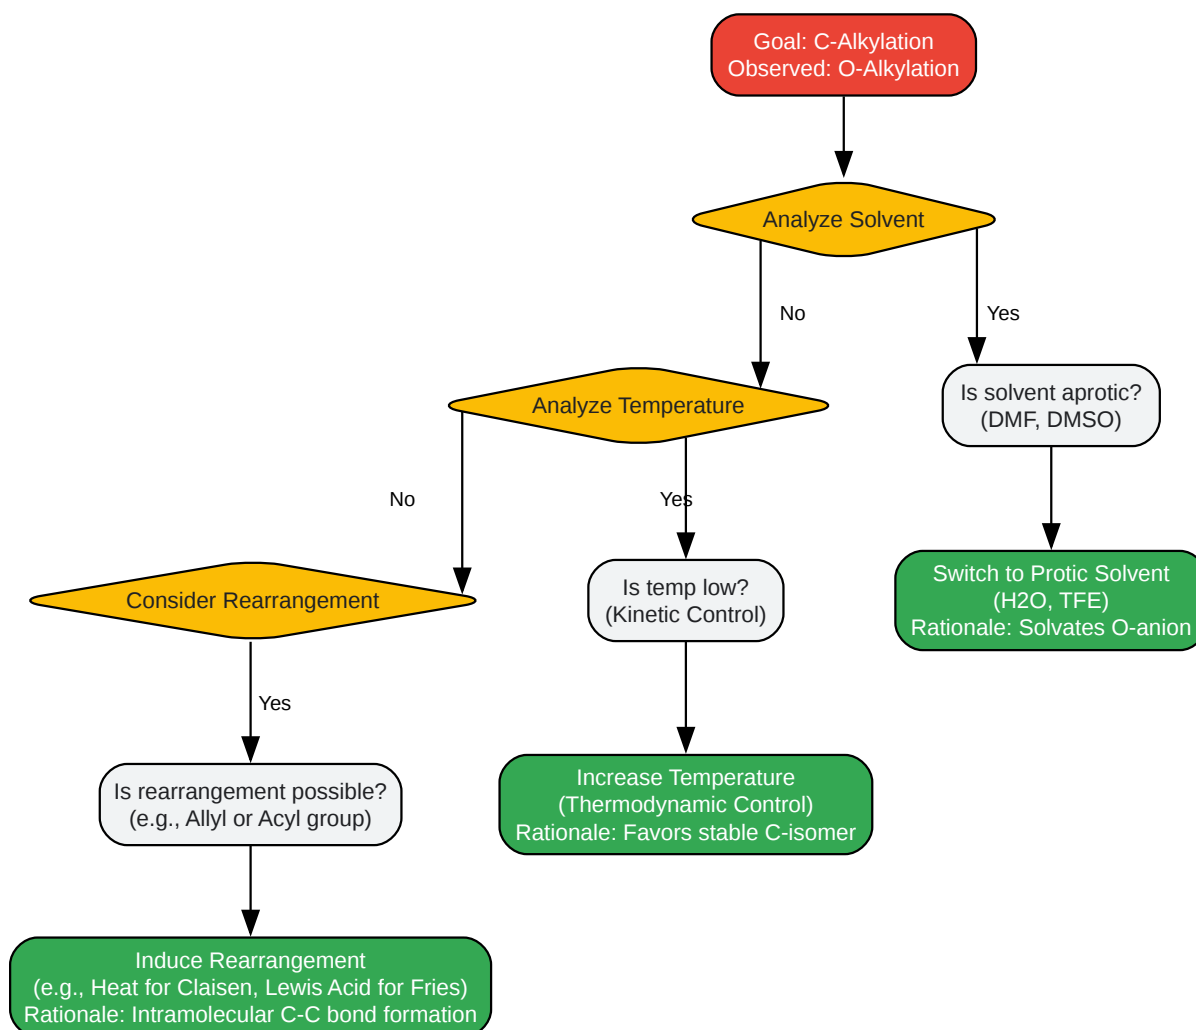 Goal: C-Alkylation
Observed: O-Alkylation
Analyze Solvent
No
Yes
Analyze Temperature
Is solvent aprotic?
(DMF, DMSO)
No
Yes
Consider Rearrangement
Is temp low?
(Kinetic Control)
Switch to Protic Solvent
(H2O, TFE)
Rationale: Solvates O-anion
Yes
Is rearrangement possible?
(e.g., Allyl or Acyl group)
Increase Temperature
(Thermodynamic Control)
Rationale: Favors stable C-isomer
Induce Rearrangement
(e.g., Heat for Claisen, Lewis Acid for Fries)
Rationale: Intramolecular C-C bond formation